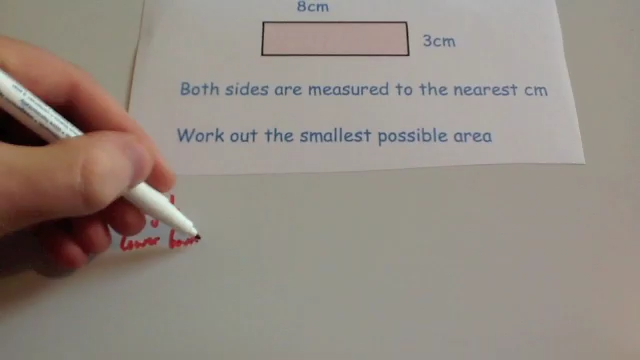 8cm
3cm
Both sides are measured to the nearest cm
Work out the smallest possible area
lower